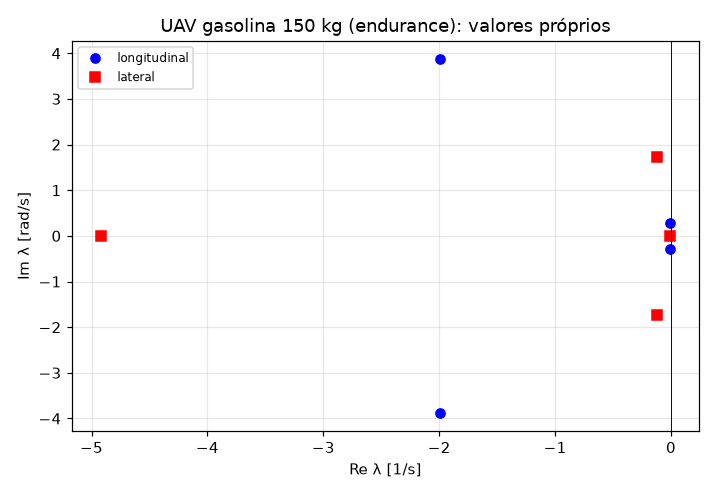 UAV gasolina 150 kg (endurance): valores próprios
longitudinal
lateral
4
3
2
1
0
−1
−2
−3
−4
Im λ [rad/s]
−5 −4 −3 −2 −1 0
Re λ [1/s]